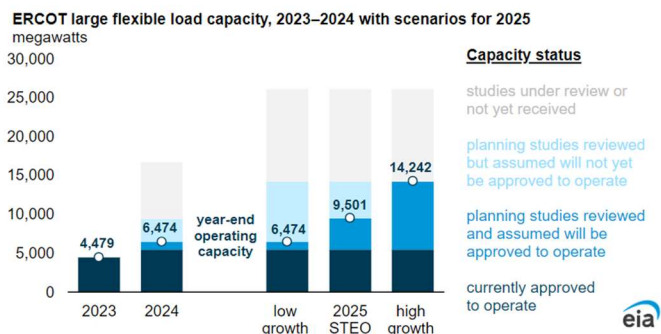 ERCOT large flexible load capacity, 2023–2024 with scenarios for 2025
megawatts
30,000
25,000
20,000
15,000
10,000
5,000
0
4,479
6,474
year-end
operating
capacity
6,474
9,501
14,242
2023
2024
low
growth
2025
STEO
high
growth
Capacity status
studies under review or
not yet received
planning studies reviewed
but assumed will not yet
be approved to operate
planning studies reviewed
and assumed will be
approved to operate
currently approved
to operate
eia